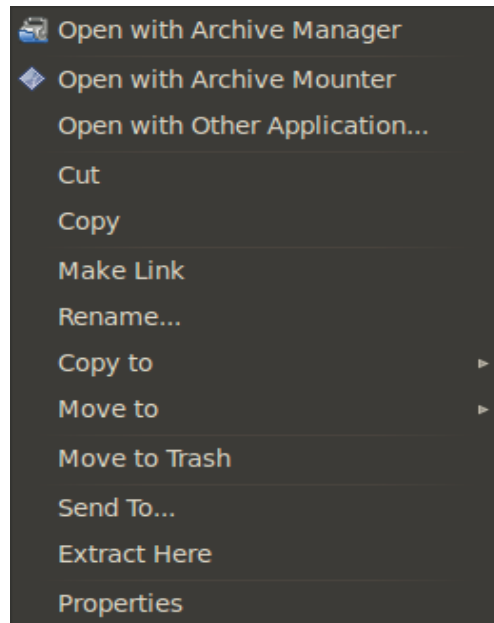 Open with Archive Manager
Open with Archive Mounter
Open with Other Application...
Cut
Copy
Make Link
Rename...
Copy to
Move to
Move to Trash
Send To...
Extract Here
Properties